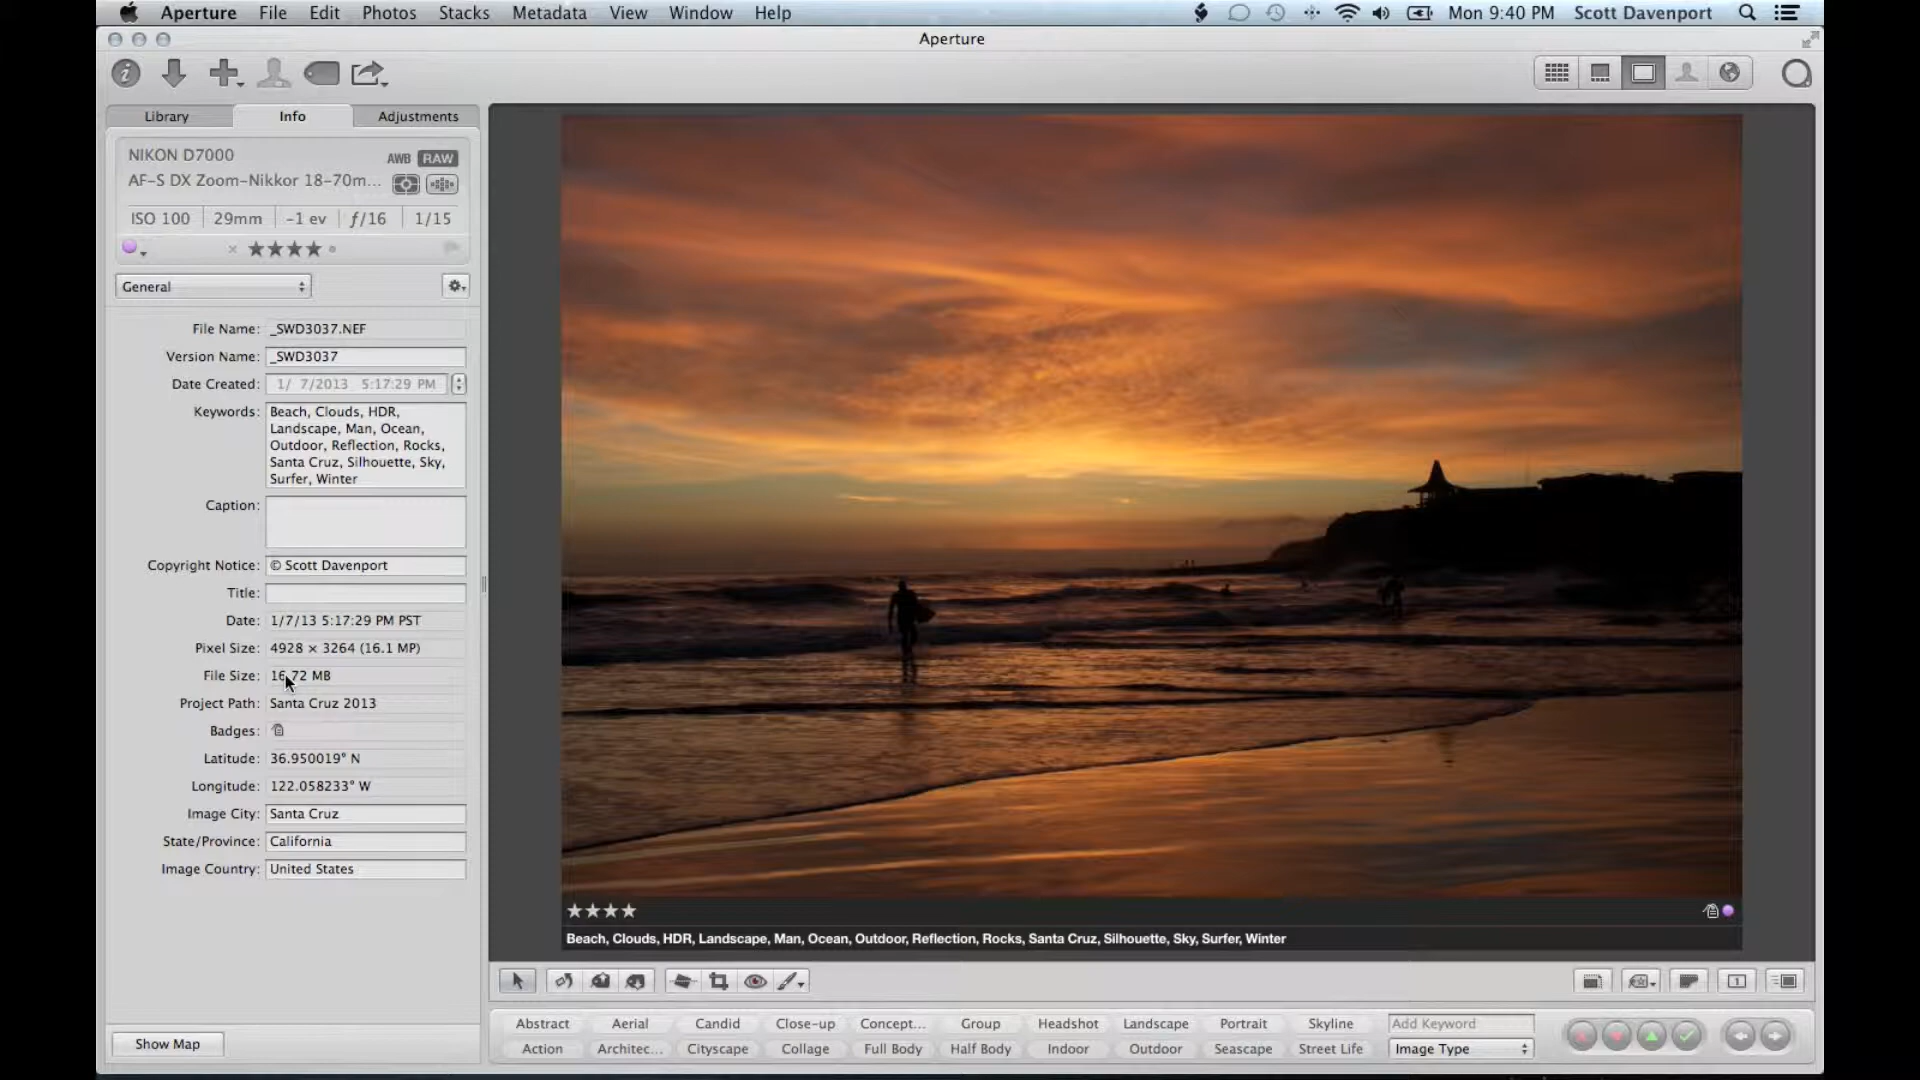 Aperture File Edit Photos Stacks Metadata View Window Help Mon 9:40 PM Scott Davenport
Aperture
Library Info Adjustments
NIKON D7000 AWB RAW
AF-S DX Zoom-Nikkor 18-70m...
ISO 100 29mm -1 ev ƒ/16 1/15
General
File Name: _SWD3037.NEF
Version Name: _SWD3037
Date Created: 1/ 7/2013 5:17:29 PM
Keywords: Beach, Clouds, HDR,
Landscape, Man, Ocean,
Outdoor, Reflection, Rocks,
Santa Cruz, Silhouette, Sky,
Surfer, Winter
Caption:
Copyright Notice: © Scott Davenport
Title:
Date: 1/7/13 5:17:29 PM PST
Pixel Size: 4928 × 3264 (16.1 MP)
File Size: 16.72 MB
Project Path: Santa Cruz 2013
Badges:
Latitude: 36.950019° N
Longitude: 122.058233° W
Image City: Santa Cruz
State/Province: California
Image Country: United States
Show Map
Beach, Clouds, HDR, Landscape, Man, Ocean, Outdoor, Reflection, Rocks, Santa Cruz, Silhouette, Sky, Surfer, Winter
Abstract Aerial Candid Close-up Concept... Group Headshot Landscape Portrait Skyline Add Keyword
Action Architec... Cityscape Collage Full Body Half Body Indoor Outdoor Seascape Street Life Image Type